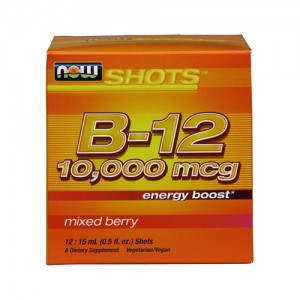 NOW SHOTS™
B-12
10,000 mcg
energy boost*
mixed berry
12 : 15 mL (0.5 fl. oz.) Shots
A Dietary Supplement Vegetarian/Vegan